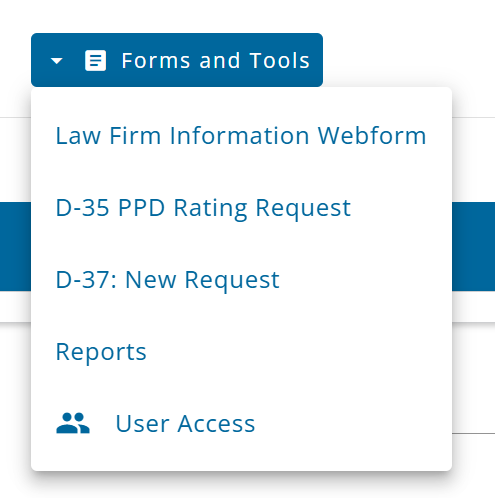 Forms and Tools
Law Firm Information Webform
D-35 PPD Rating Request
D-37: New Request
Reports
User Access